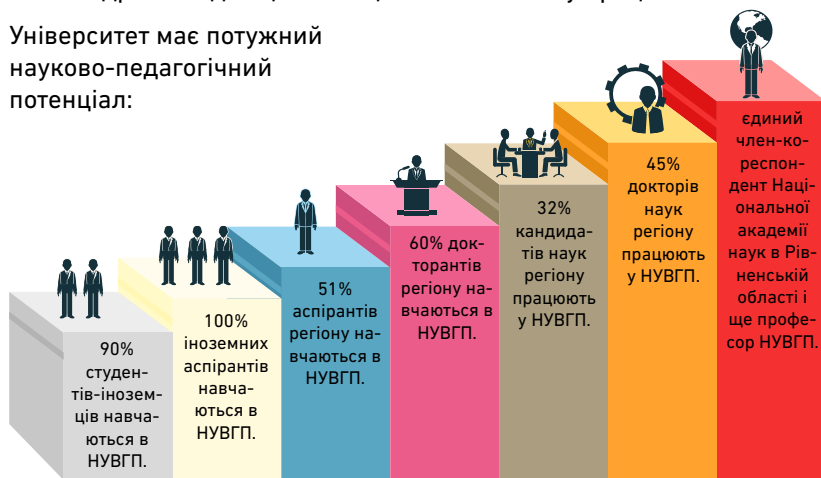 Університет має потужний
науково-педагогічний
потенціал:
90%
студен-
тів-інозем-
ців навча-
ються в
НУВГП.
100%
іноземних
аспірантів
навча-
ються в
НУВГП.
51%
аспірантів
регіону на-
вчаються в
НУВГП.
60% док-
торантів
регіону на-
вчаються в
НУВГП.
32%
кандида-
тів наук
регіону
працюють
у НУВГП.
45%
докторів
наук
регіону
працюють
у НУВГП.
єдиний
член-ко-
респон-
дент Наці-
ональної
академії
наук в Рів-
ненській
області і
ще профе-
сор НУВГП.